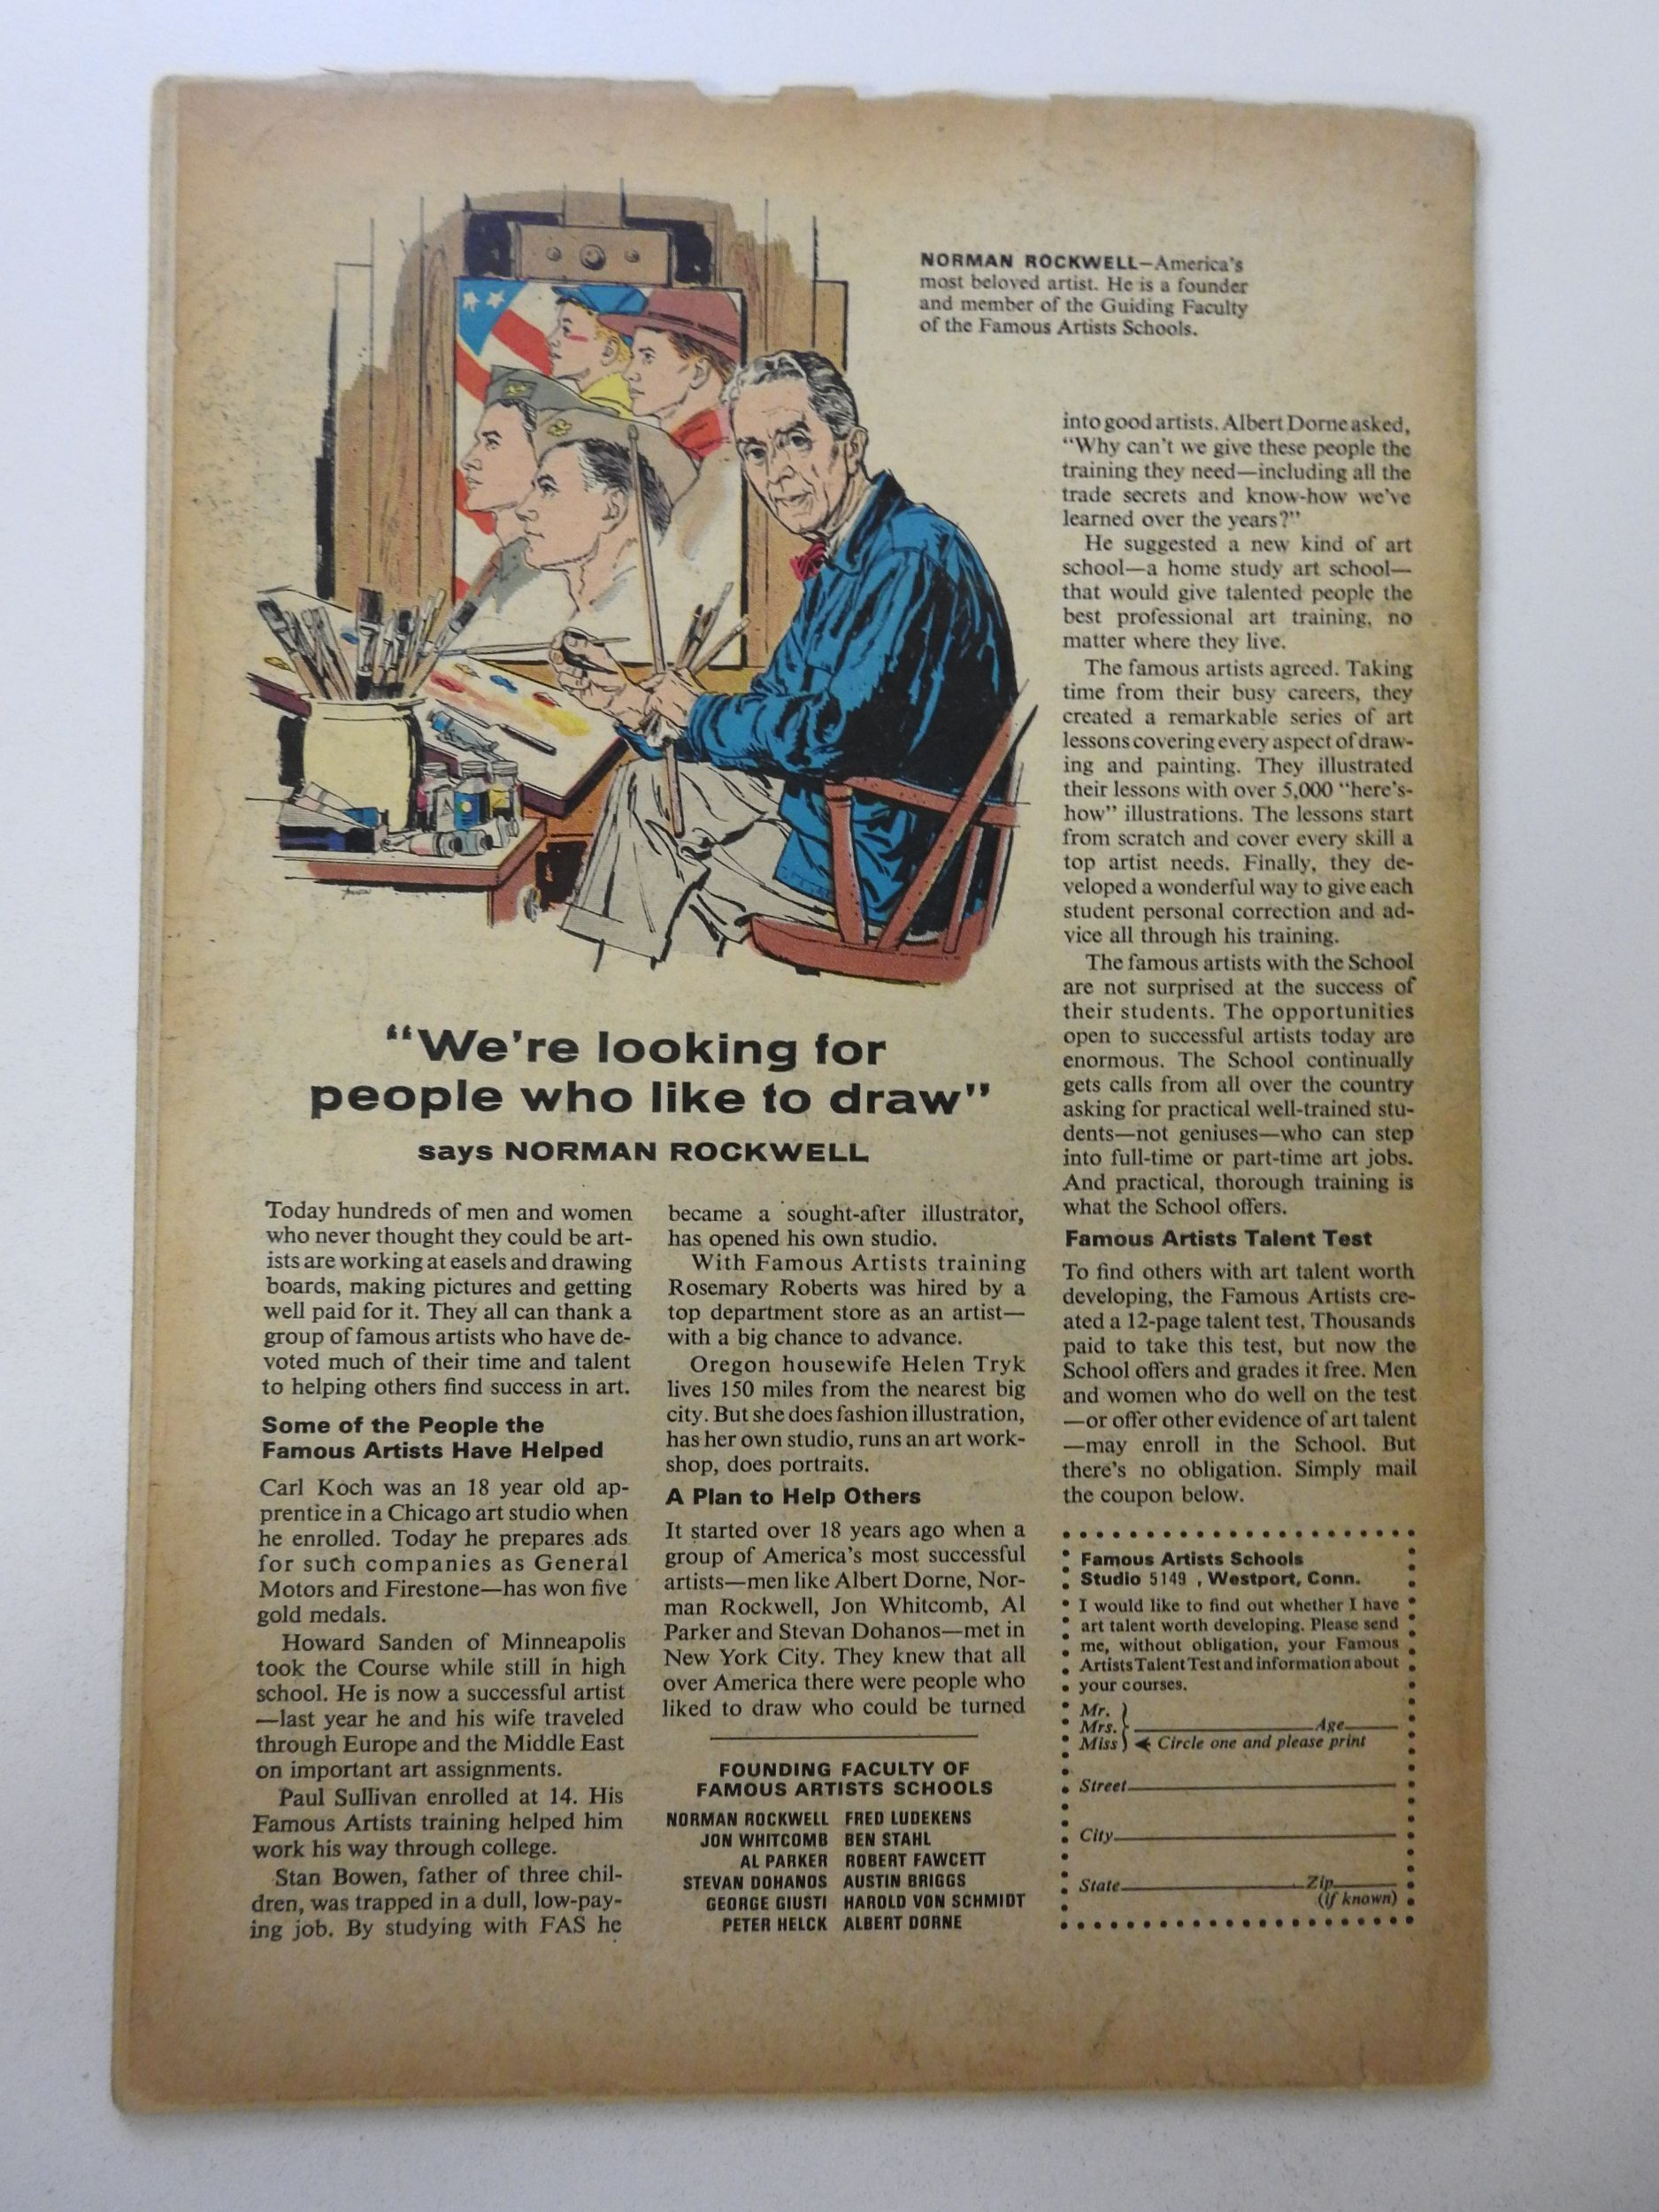 NORMAN ROCKWELL—America's
most beloved artist. He is a founder
and member of the Guiding Faculty
of the Famous Artists Schools.
"We're looking for
people who like to draw"
says NORMAN ROCKWELL
Today hundreds of men and women
who never thought they could be art-
ists are working at easels and drawing
boards, making pictures and getting
well paid for it. They all can thank a
group of famous artists who have de-
voted much of their time and talent
to helping others find success in art.
Some of the People the
Famous Artists Have Helped
Carl Koch was an 18 year old ap-
prentice in a Chicago art studio when
he enrolled. Today he prepares ads
for such companies as General
Motors and Firestone—has won five
gold medals.
Howard Sanden of Minneapolis
took the Course while still in high
school. He is now a successful artist
—last year he and his wife traveled
through Europe and the Middle East
on important art assignments.
Paul Sullivan enrolled at 14. His
Famous Artists training helped him
work his way through college.
Stan Bowen, father of three chil-
dren, was trapped in a dull, low-pay-
ing job. By studying with FAS he
became a sought-after illustrator,
has opened his own studio.
With Famous Artists training
Rosemary Roberts was hired by a
top department store as an artist—
with a big chance to advance.
Oregon housewife Helen Tryk
lives 150 miles from the nearest big
city. But she does fashion illustration,
has her own studio, runs an art work-
shop, does portraits.
A Plan to Help Others
It started over 18 years ago when a
group of America's most successful
artists—men like Albert Dorne, Nor-
man Rockwell, Jon Whitcomb, Al
Parker and Stevan Dohanos—met in
New York City. They knew that all
over America there were people who
liked to draw who could be turned
FOUNDING FACULTY OF
FAMOUS ARTISTS SCHOOLS
NORMAN ROCKWELL FRED LUDEKENS
JON WHITCOMB BEN STAHL
AL PARKER ROBERT FAWCETT
STEVAN DOHANOS AUSTIN BRIGGS
GEORGE GIUSTI HAROLD VON SCHMIDT
PETER HELCK ALBERT DORNE
into good artists. Albert Dorne asked,
"Why can't we give these people the
training they need—including all the
trade secrets and know-how we've
learned over the years?"
He suggested a new kind of art
school—a home study art school—
that would give talented people the
best professional art training, no
matter where they live.
The famous artists agreed. Taking
time from their busy careers, they
created a remarkable series of art
lessons covering every aspect of draw-
ing and painting. They illustrated
their lessons with over 5,000 "here's-
how" illustrations. The lessons start
from scratch and cover every skill a
top artist needs. Finally, they de-
veloped a wonderful way to give each
student personal correction and ad-
vice all through his training.
The famous artists with the School
are not surprised at the success of
their students. The opportunities
open to successful artists today are
enormous. The School continually
gets calls from all over the country
asking for practical well-trained stu-
dents—not geniuses—who can step
into full-time or part-time art jobs.
And practical, thorough training is
what the School offers.
Famous Artists Talent Test
To find others with art talent worth
developing, the Famous Artists cre-
ated a 12-page talent test. Thousands
paid to take this test, but now the
School offers and grades it free. Men
and women who do well on the test
—or offer other evidence of art talent
—may enroll in the School. But
there's no obligation. Simply mail
the coupon below.
Famous Artists Schools
Studio 5149 , Westport, Conn.
I would like to find out whether I have
art talent worth developing. Please send
me, without obligation, your Famous
Artists Talent Test and information about
your courses.
Mr.
Mrs. Age
Miss Circle one and please print
Street
City
State Zip
(if known)